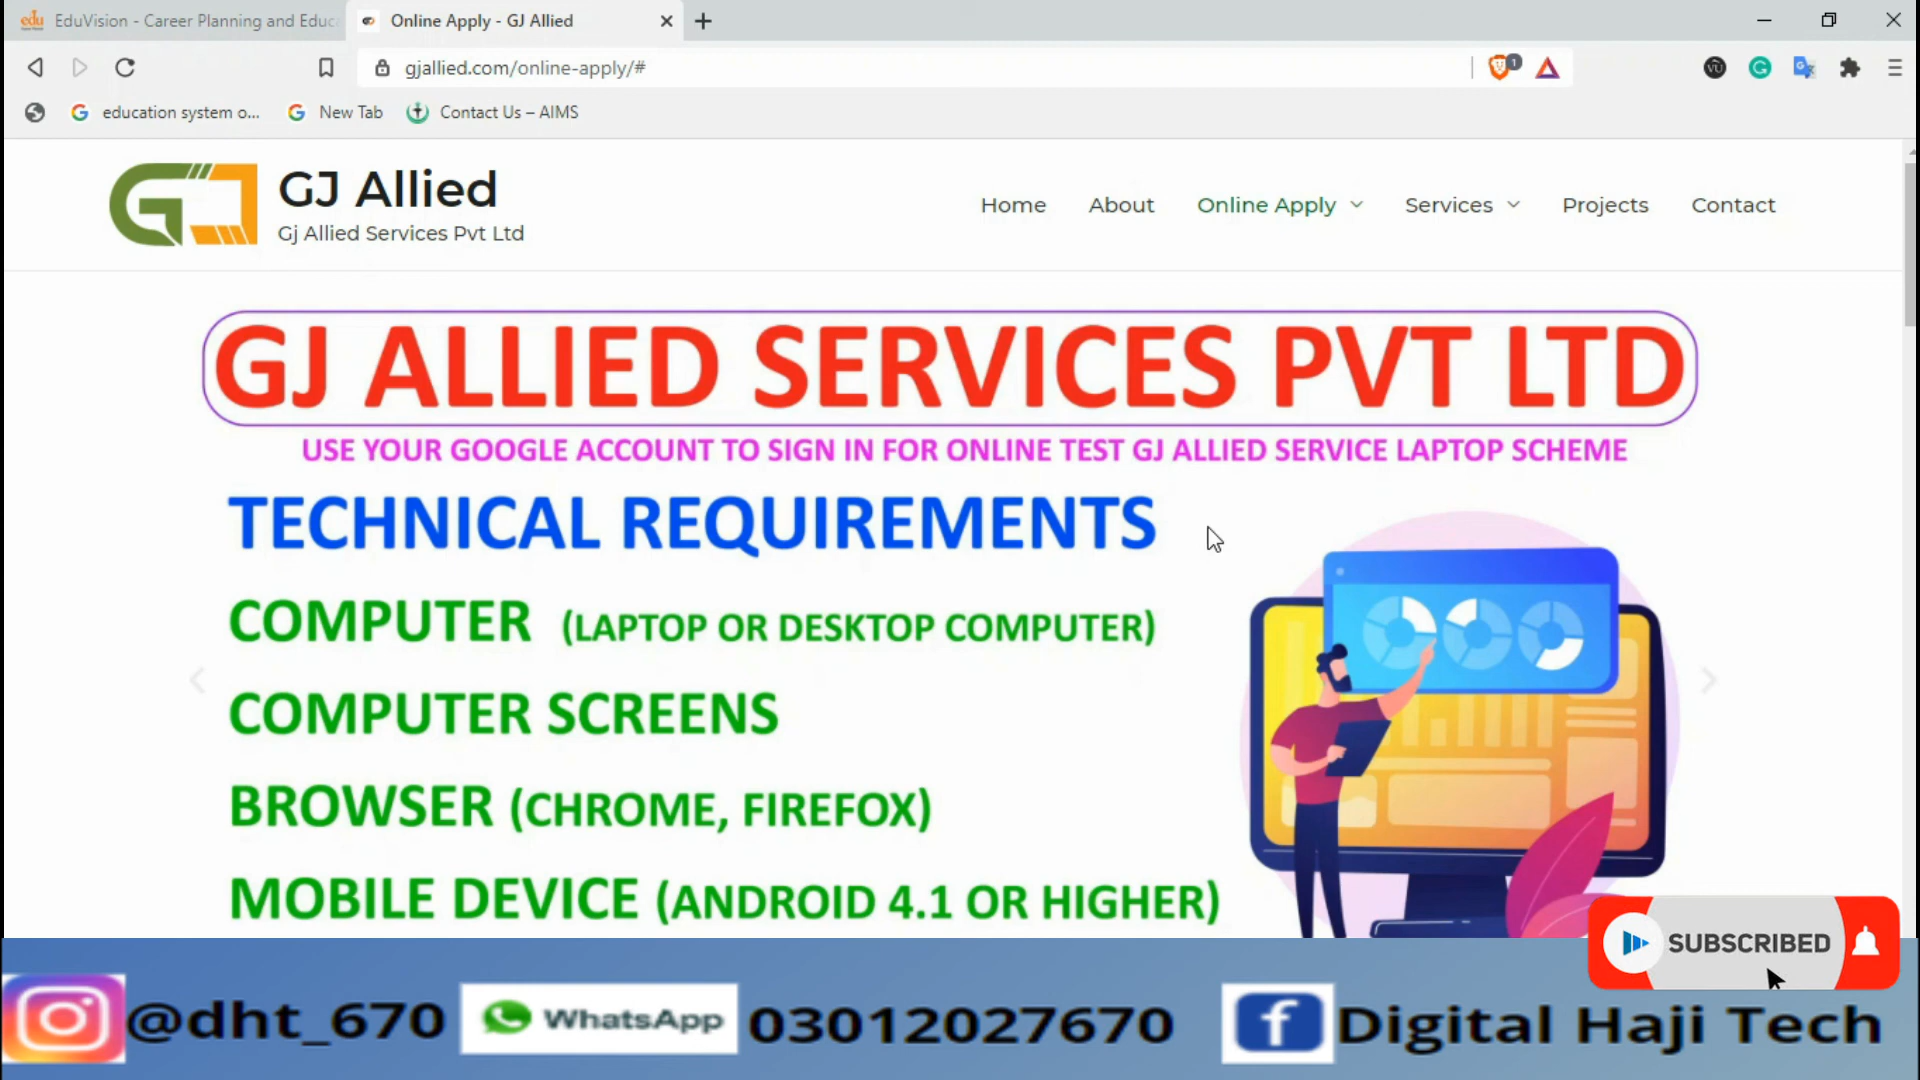 EduVision - Career Planning and Educ
Online Apply - GJ Allied
gjallied.com/online-apply/#
1
education system o...
New Tab
Contact Us – AIMS
GJ Allied
Gj Allied Services Pvt Ltd
Home
About
Online Apply
Services
Projects
Contact
GJ ALLIED SERVICES PVT LTD
USE YOUR GOOGLE ACCOUNT TO SIGN IN FOR ONLINE TEST GJ ALLIED SERVICE LAPTOP SCHEME
TECHNICAL REQUIREMENTS
COMPUTER (LAPTOP OR DESKTOP COMPUTER)
COMPUTER SCREENS
BROWSER (CHROME, FIREFOX)
MOBILE DEVICE (ANDROID 4.1 OR HIGHER)
SUBSCRIBED
@dht_670
WhatsApp
03012027670
Digital Haji Tech